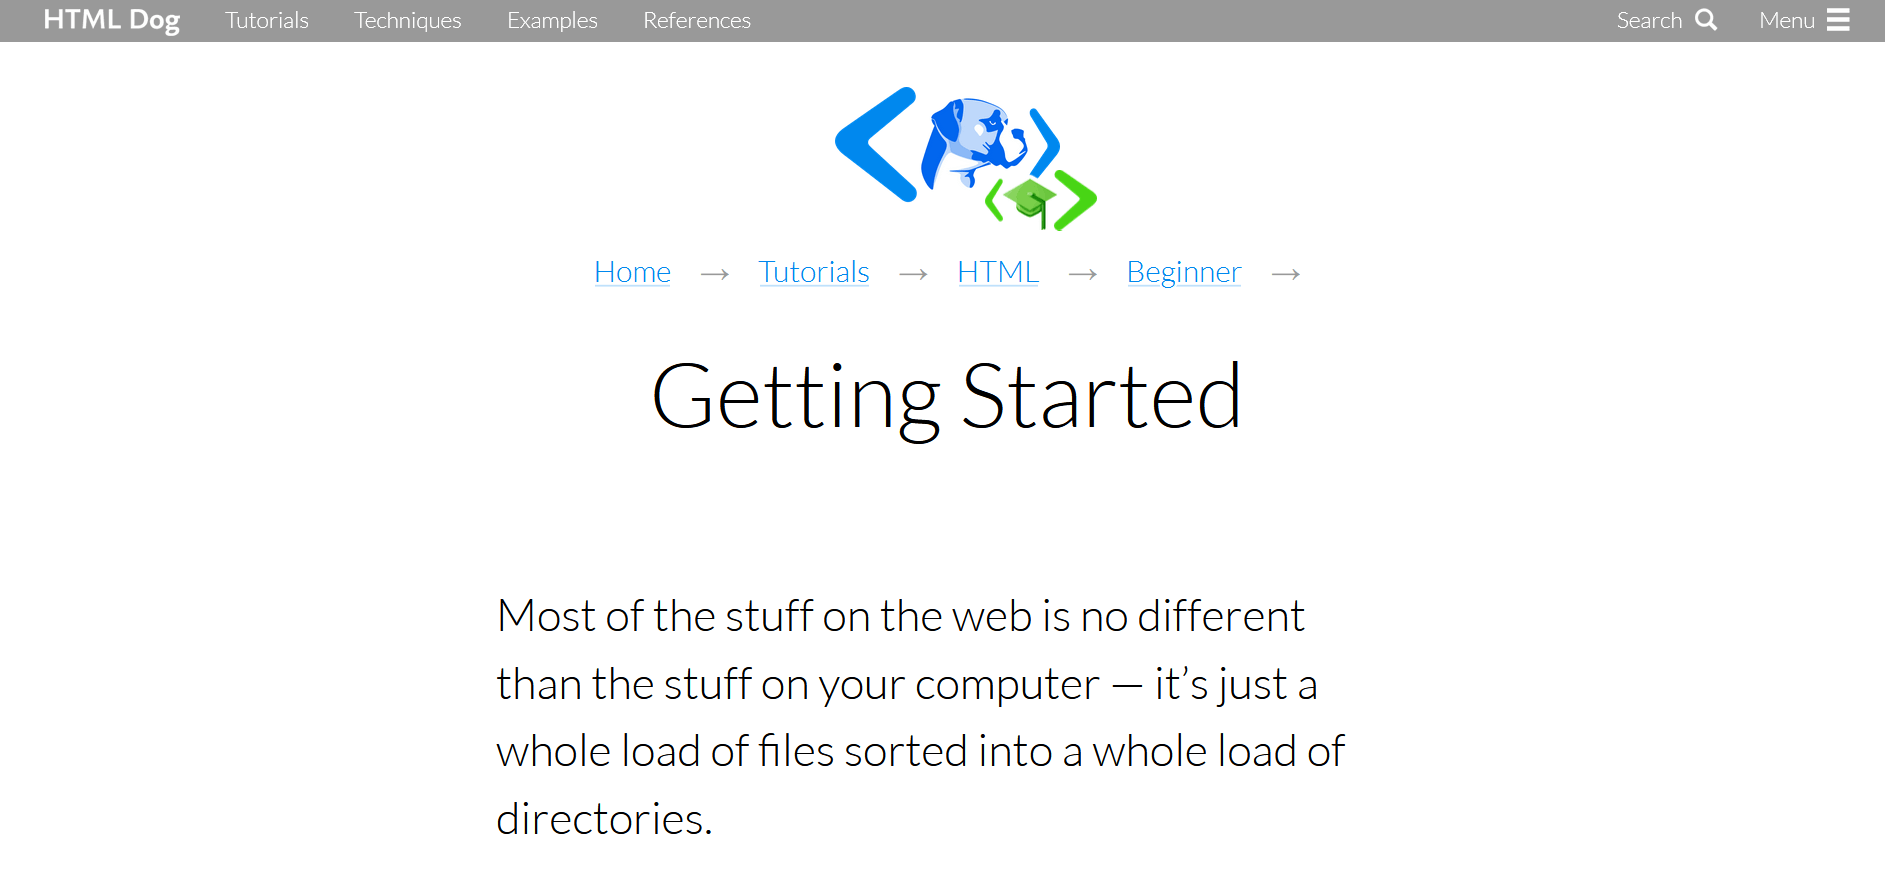 HTML Dog Tutorials Techniques Examples References Search Menu
Home → Tutorials → HTML → Beginner →
Getting Started
Most of the stuff on the web is no different
than the stuff on your computer — it’s just a
whole load of files sorted into a whole load of
directories.